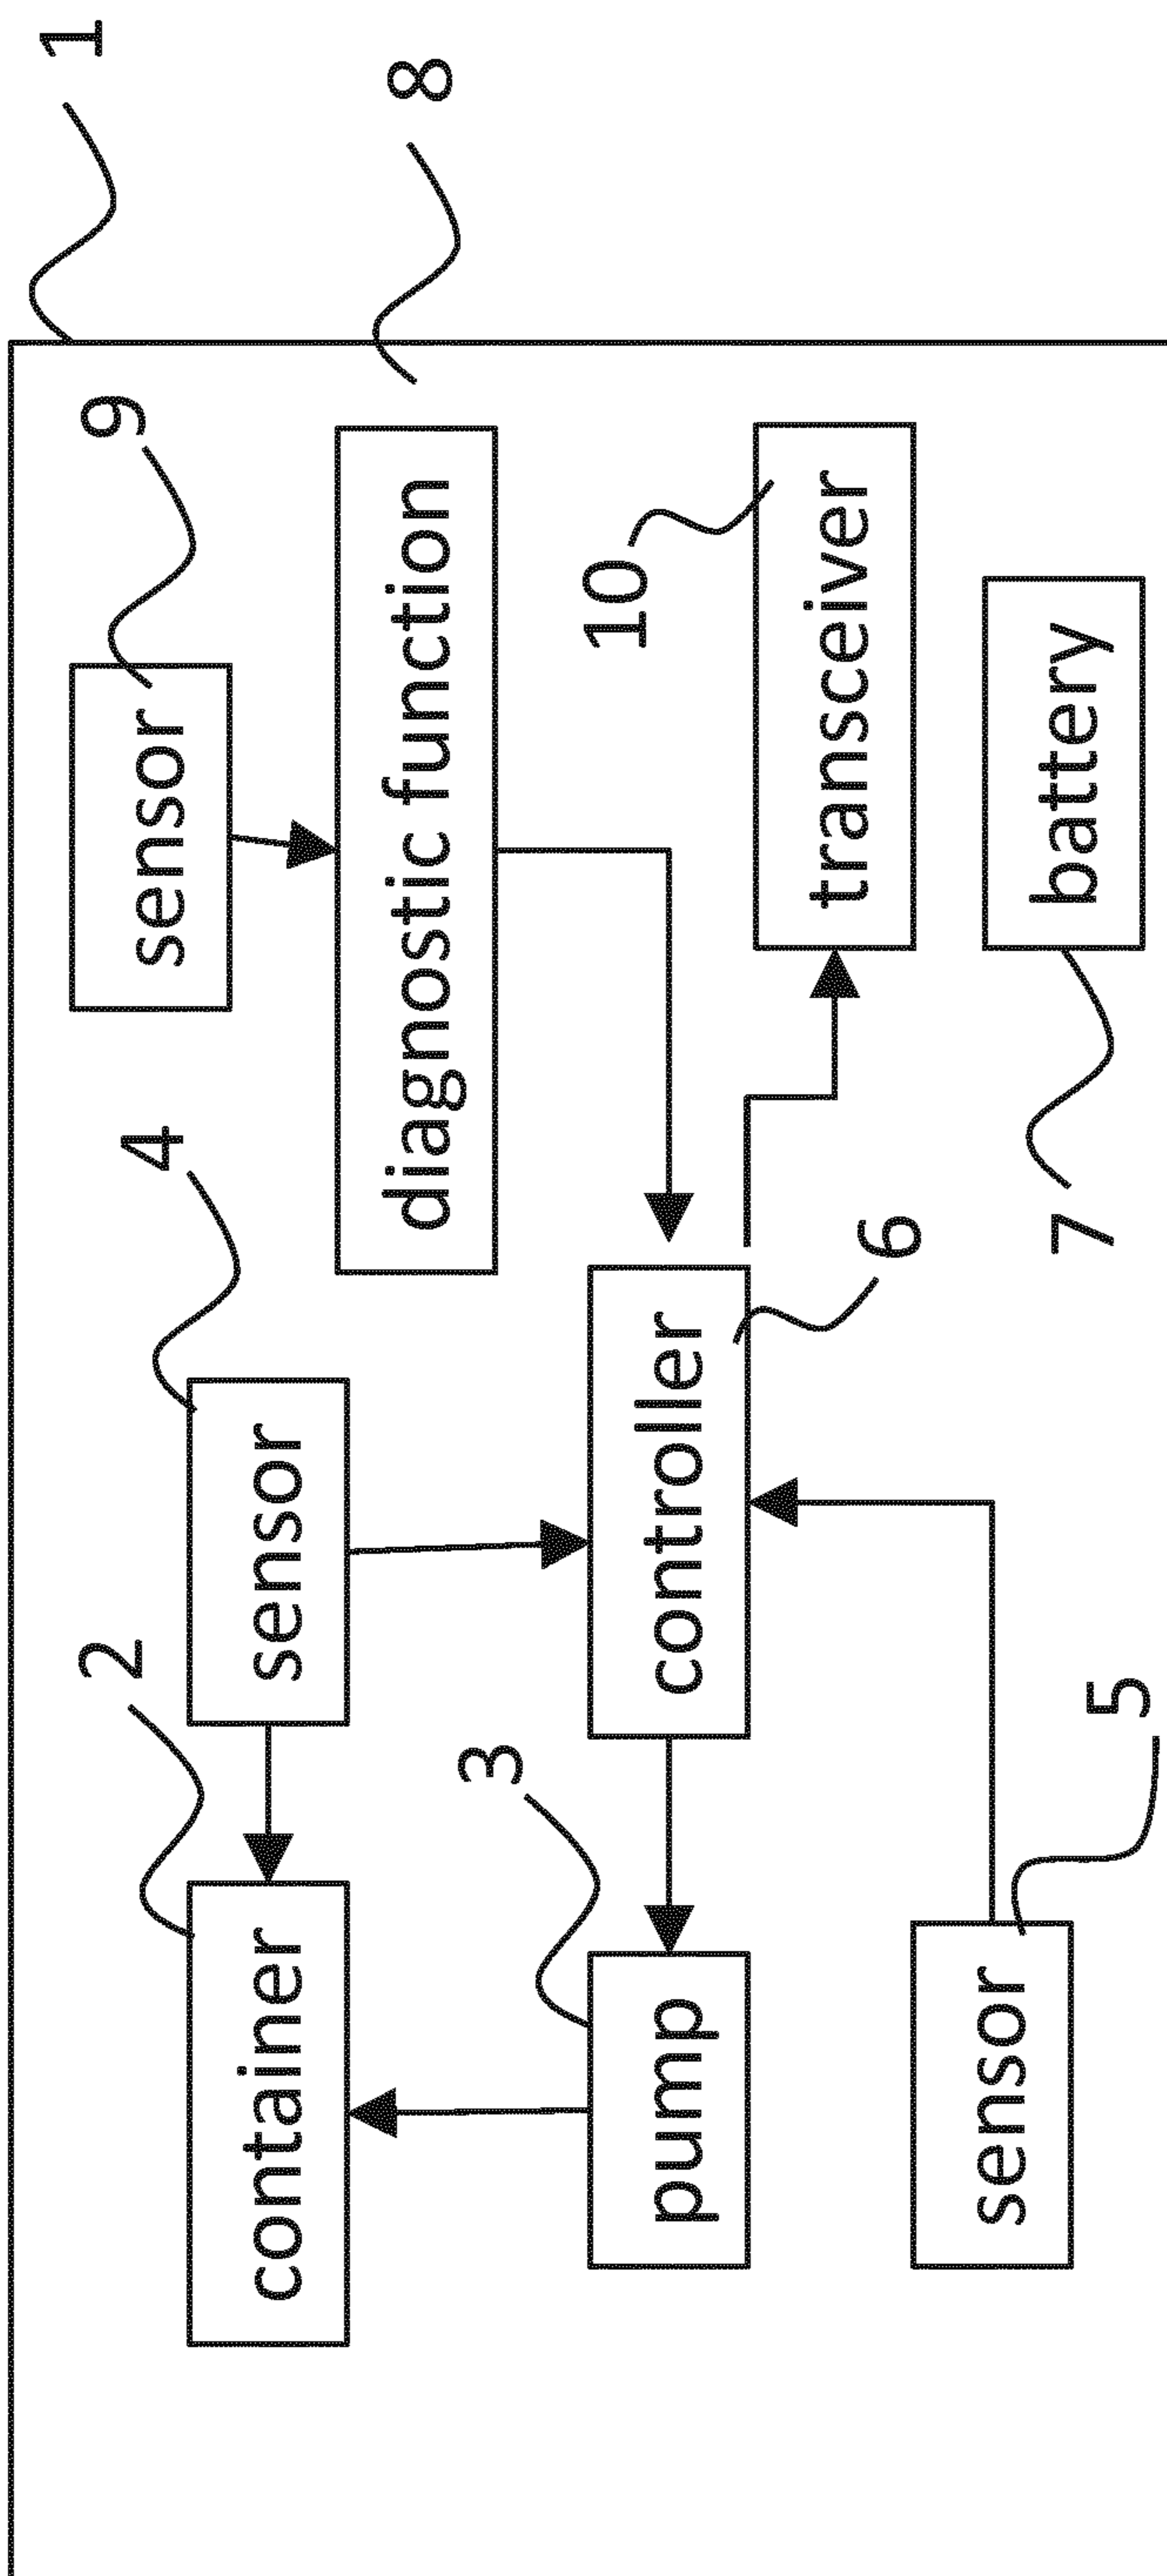 1
2
9
4
sensor
container
sensor
8
diagnostic function
3
10
pump
controller
transceiver
6
sensor
battery
7
5